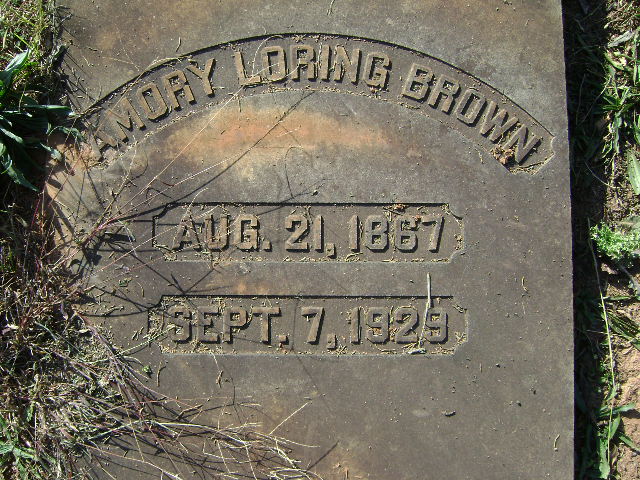 AMORY LORING BROWN
AUG. 21, 1867
SEPT. 7, 1929